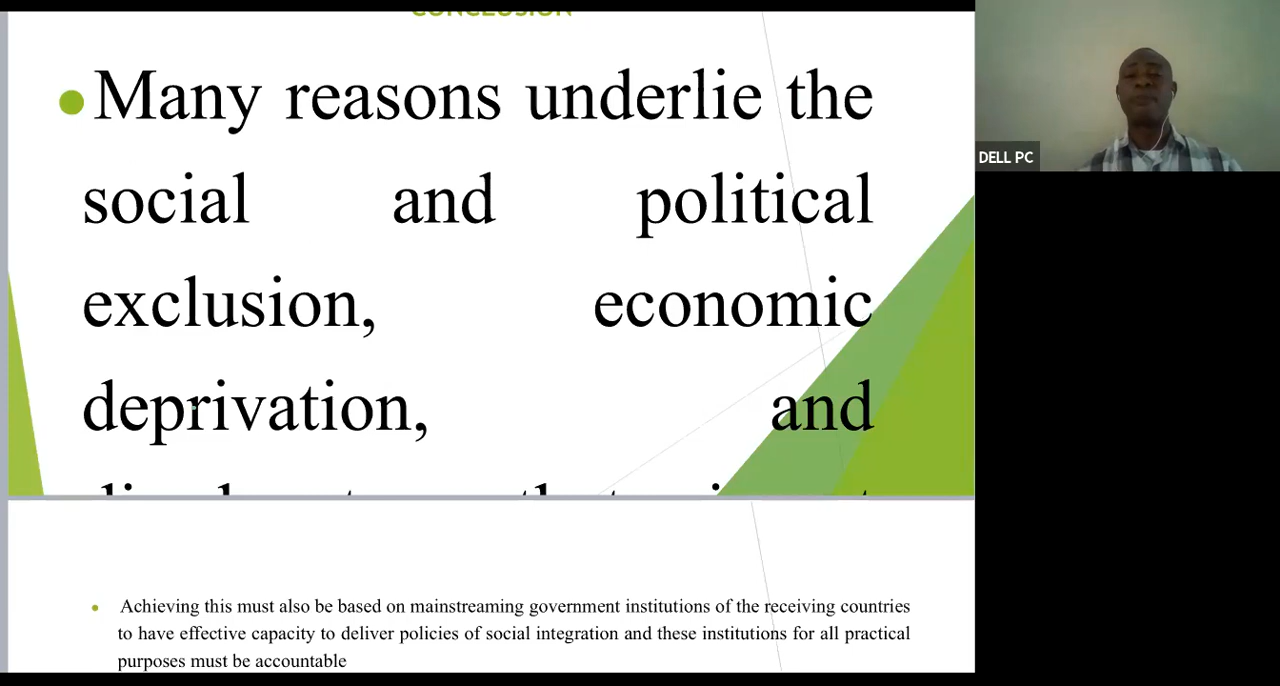 CONCLUSION
• Many reasons underlie the
social and political
exclusion, economic
deprivation, and
DELL PC
• Achieving this must also be based on mainstreaming government institutions of the receiving countries
to have effective capacity to deliver policies of social integration and these institutions for all practical
purposes must be accountable